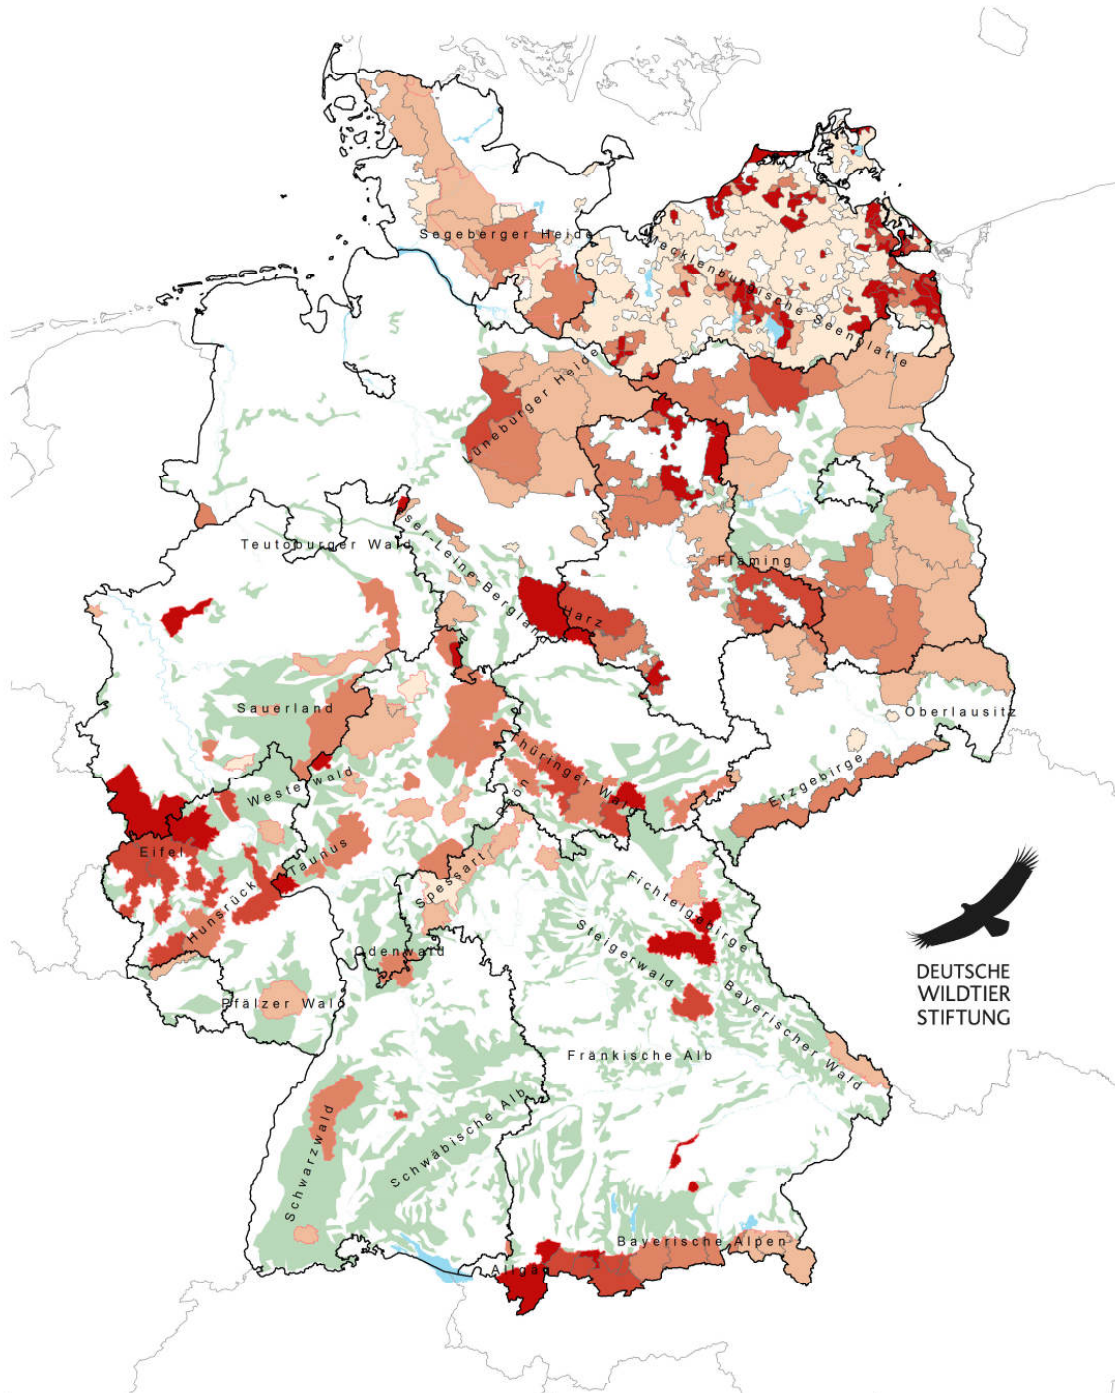 Segeberger Heide
Mecklenburgische Seenplatte
Lüneburger Heide
Teutoburger Wald
Weser-Leine-Bergland
Fläming
Harz
Sauerland
Oberlausitz
Westerwald
Thüringer Wald
Erzgebirge
Rhön
Eifel
Taunus
Spessart
Hunsrück
Fichtelgebirge
Steigerwald
Odenwald
DEUTSCHE
WILDTIER
STIFTUNG
Pfälzer Wald
Bayerischer Wald
Fränkische Alb
Schwäbische Alb
Schwarzwald
Bayerische Alpen
Allgäu